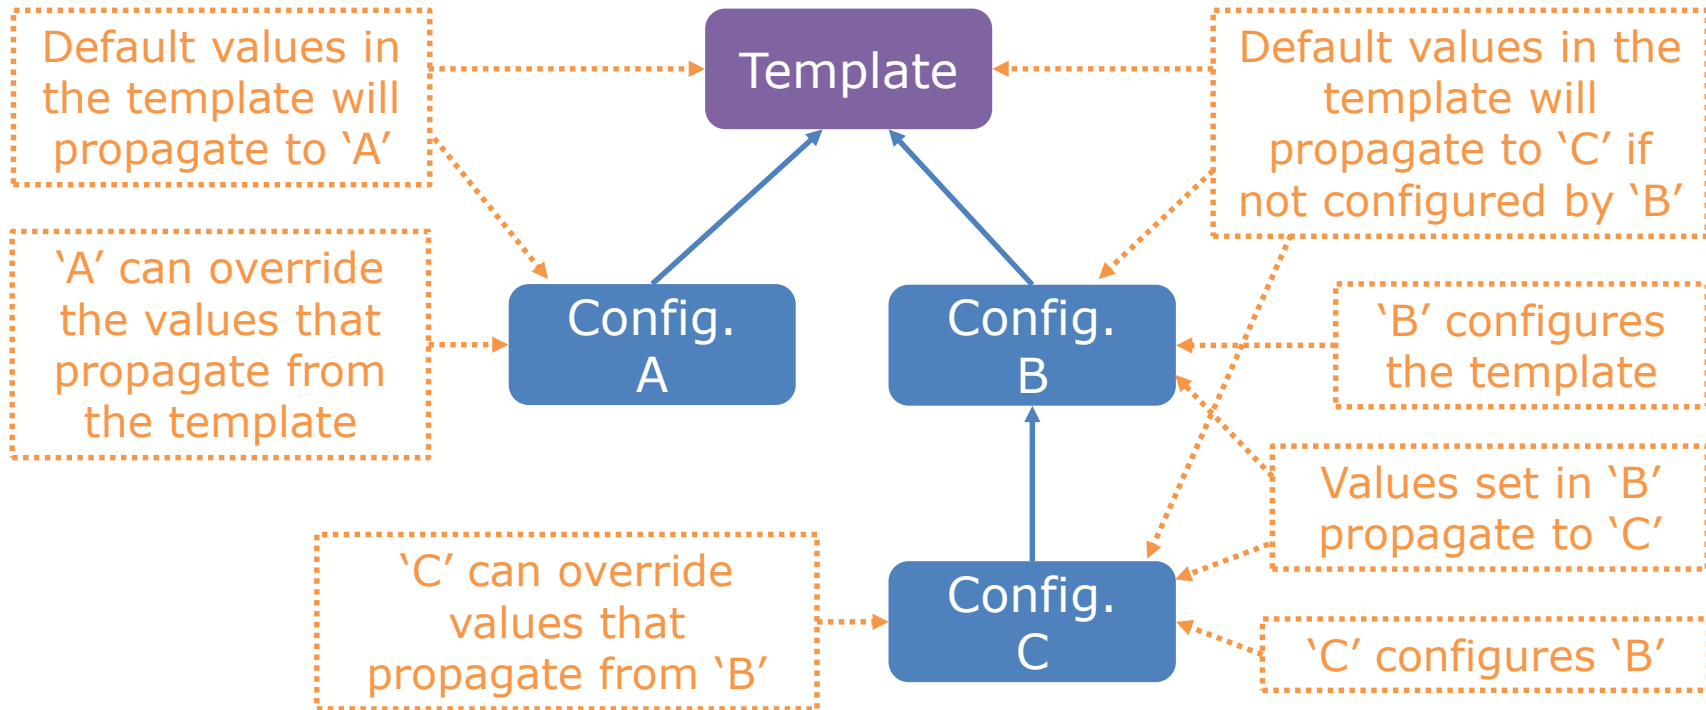 Default values in
the template will
propagate to ‘A’
Template
Default values in the
template will
propagate to ‘C’ if
not configured by ‘B’
‘A’ can override
the values that
propagate from
the template
Config.
A
Config.
B
‘B’ configures
the template
Values set in ‘B’
propagate to ‘C’
‘C’ can override
values that
propagate from ‘B’
Config.
C
‘C’ configures ‘B’